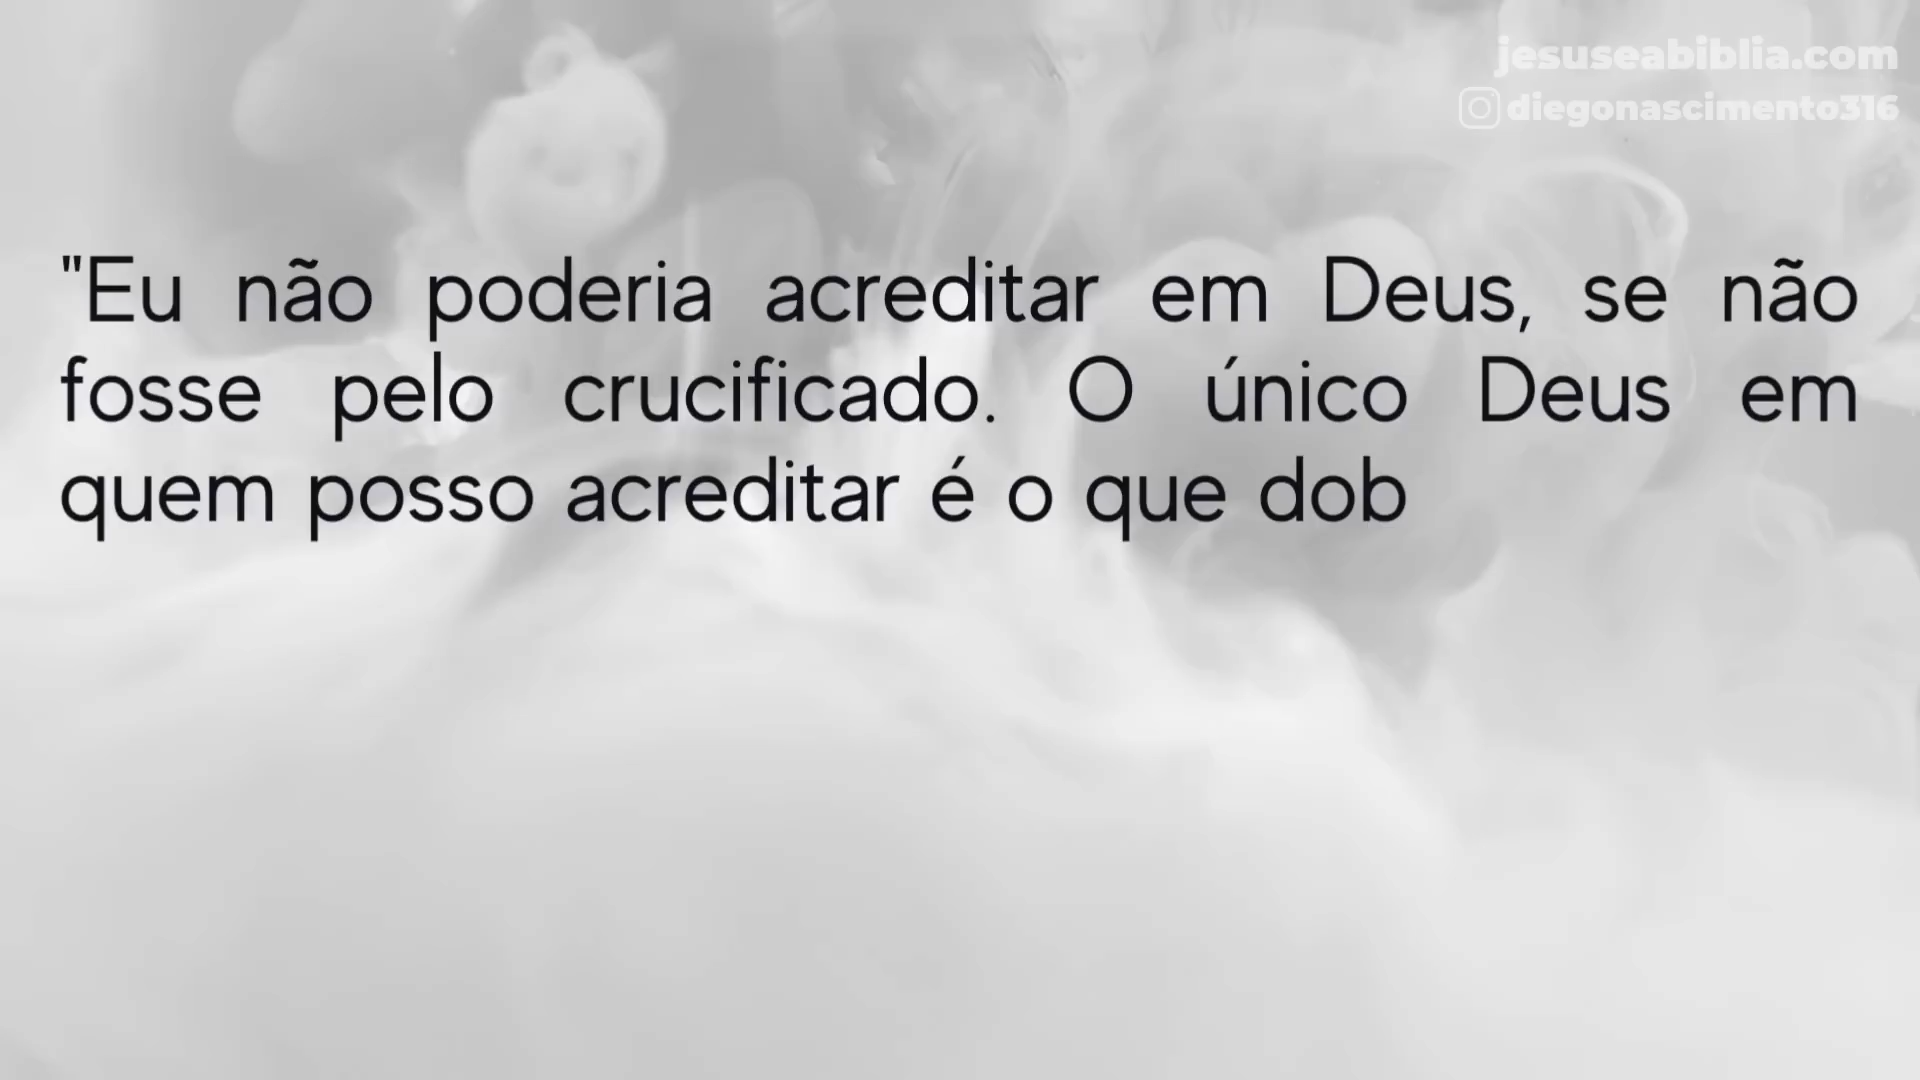 jesuseabiblia.com
diegonascimento316
"Eu não poderia acreditar em Deus, se não
fosse pelo crucificado. O único Deus em
quem posso acreditar é o que dob